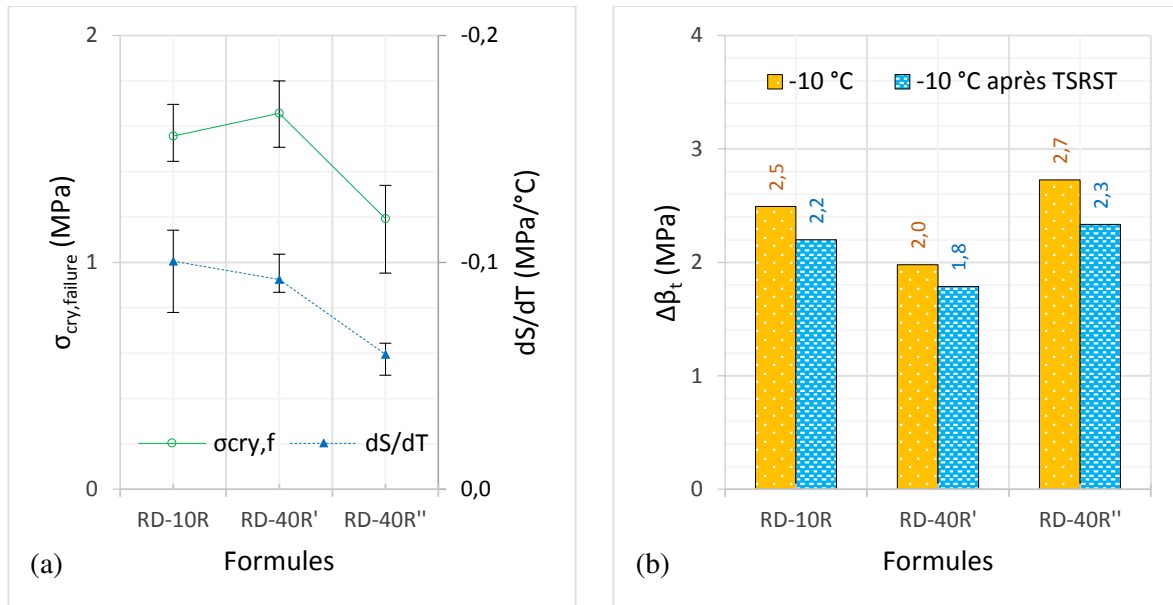 2
1
0
σcry,failure (MPa)
-0,2
-0,1
0,0
dS/dT (MPa/°C)
σcry,f
dS/dT
RD-10R
RD-40R'
RD-40R''
Formules
(a)
4
3
2
1
0
Δβt (MPa)
-10 °C
-10 °C après TSRST
2,5
2,2
2,0
1,8
2,7
2,3
RD-10R
RD-40R'
RD-40R''
Formules
(b)